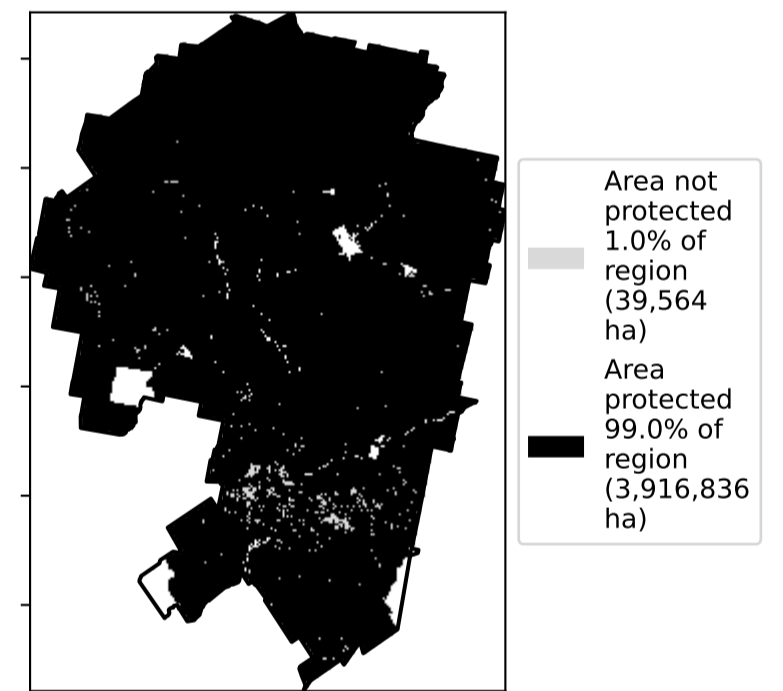 Area not
protected
1.0% of
region
(39,564
ha)
Area
protected
99.0% of
region
(3,916,836
ha)